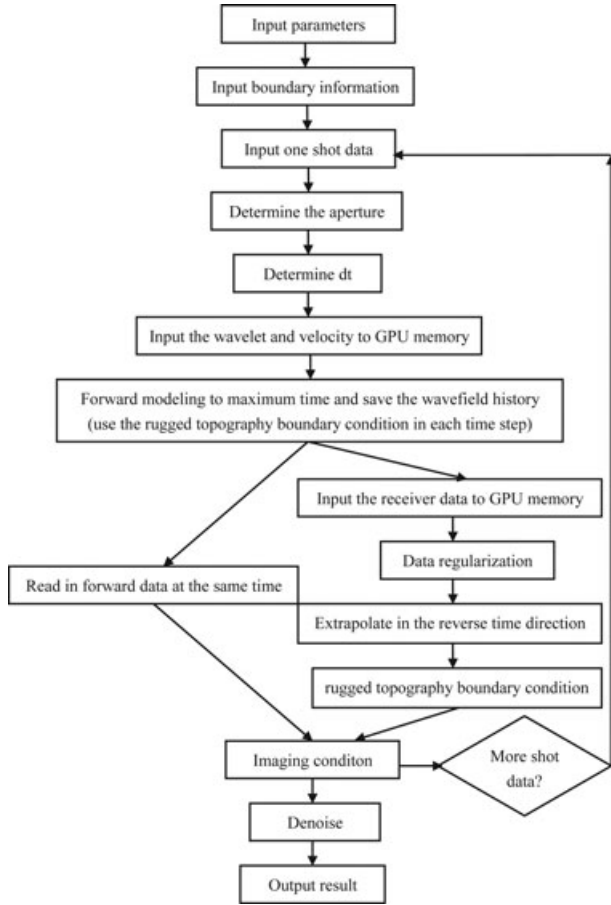 Input parameters
Input boundary information
Input one shot data
Determine the aperture
Determine dt
Input the wavelet and velocity to GPU memory
Forward modeling to maximum time and save the wavefield history
(use the rugged topography boundary condition in each time step)
Input the receiver data to GPU memory
Data regularization
Read in forward data at the same time
Extrapolate in the reverse time direction
rugged topography boundary condition
Imaging conditon
More shot
data?
Denoise
Output result